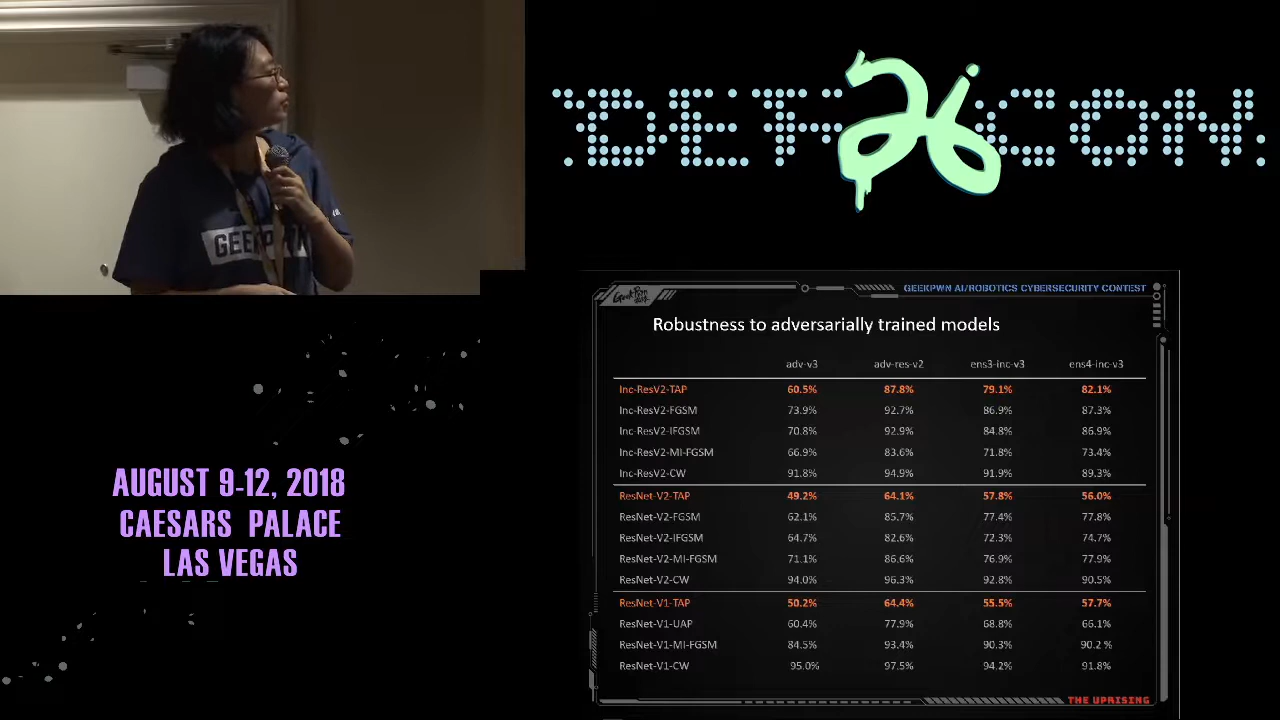 DEF 26 CON
GEEKPWN
AUGUST 9-12, 2018
CAESARS PALACE
LAS VEGAS
GeekPwn
GEEKPWN AI/ROBOTICS CYBERSECURITY CONTEST
Robustness to adversarially trained models
adv-v3 adv-res-v2 ens3-inc-v3 ens4-inc-v3
Inc-ResV2-TAP 60.5% 87.8% 79.1% 82.1%
Inc-ResV2-FGSM 73.9% 92.7% 86.9% 87.3%
Inc-ResV2-IFGSM 70.8% 92.9% 84.8% 86.9%
Inc-ResV2-MI-FGSM 66.9% 83.6% 71.8% 73.4%
Inc-ResV2-CW 91.8% 94.9% 91.9% 89.3%
ResNet-V2-TAP 49.2% 64.1% 57.8% 56.0%
ResNet-V2-FGSM 62.1% 85.7% 77.4% 77.8%
ResNet-V2-IFGSM 64.7% 82.6% 72.3% 74.7%
ResNet-V2-MI-FGSM 71.1% 86.6% 76.9% 77.9%
ResNet-V2-CW 94.0% 96.3% 92.8% 90.5%
ResNet-V1-TAP 50.2% 64.4% 55.5% 57.7%
ResNet-V1-UAP 60.4% 77.9% 68.8% 66.1%
ResNet-V1-MI-FGSM 84.5% 93.4% 90.3% 90.2 %
ResNet-V1-CW 95.0% 97.5% 94.2% 91.8%
THE UPRISING